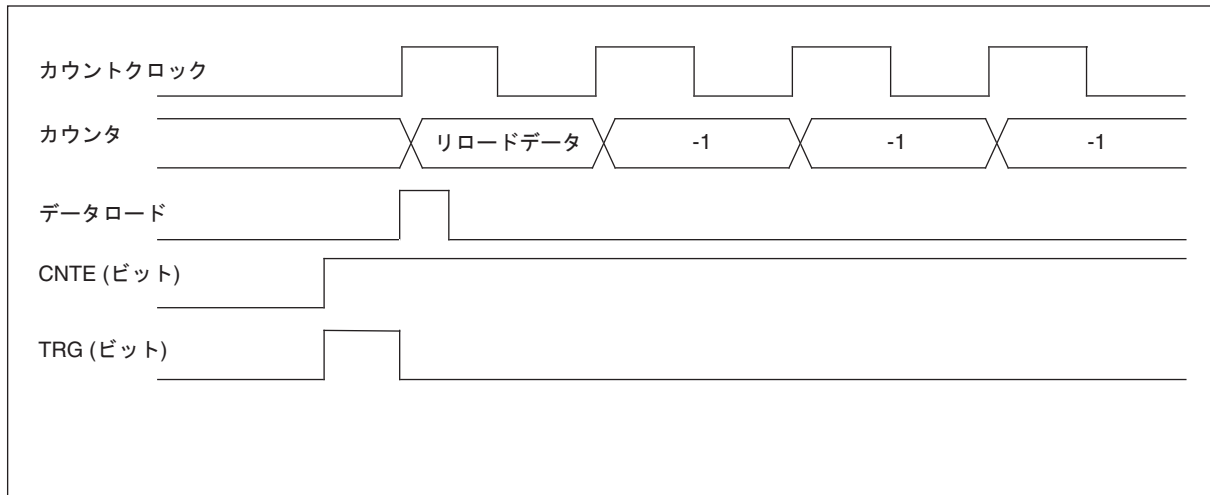 カウントクロック
カウンタ
リロードデータ -1 -1 -1
データロード
CNTE (ビット)
TRG (ビット)